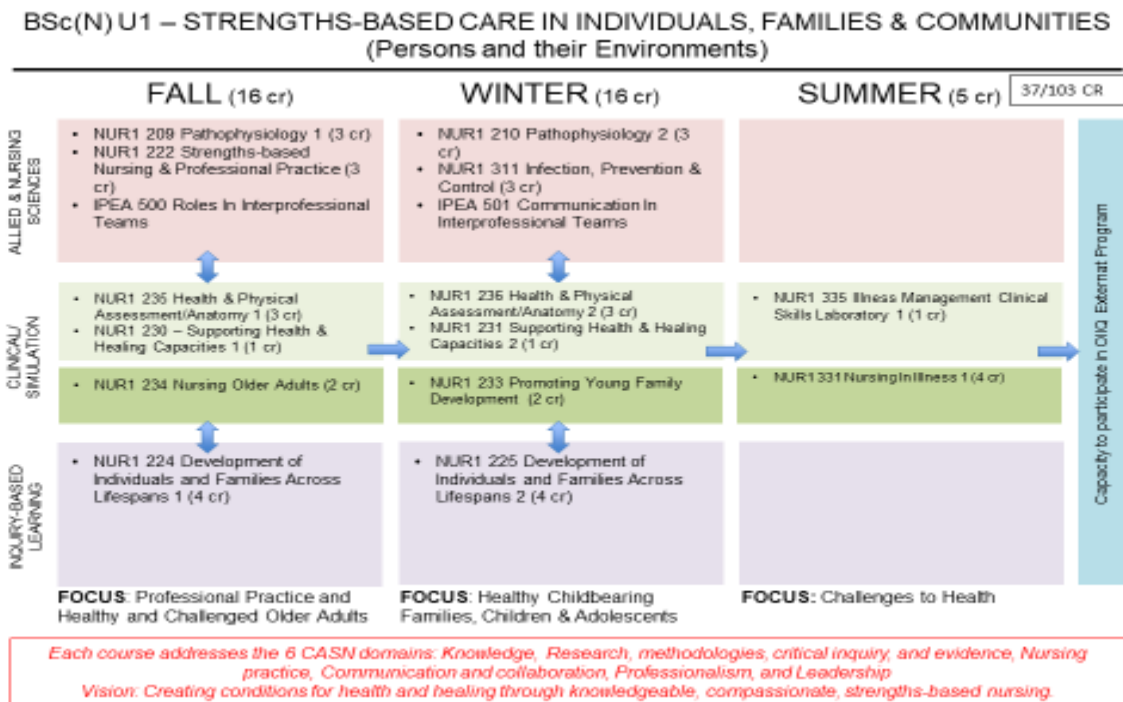 BSc(N) U1 – STRENGTHS-BASED CARE IN INDIVIDUALS, FAMILIES & COMMUNITIES
(Persons and their Environments)
FALL (16 cr)
WINTER (16 cr)
SUMMER (5 cr)
37/103 CR
ALLIED & NURSING
SCIENCES
• NUR1 209 Pathophysiology 1 (3 cr)
• NUR1 222 Strengths-based
Nursing & Professional Practice (3
cr)
• IPEA 500 Roles In Interprofessional
Teams
• NUR1 210 Pathophysiology 2 (3
cr)
• NUR1 311 Infection, Prevention &
Control (3 cr)
• IPEA 501 Communication In
Interprofessional Teams
CLINICAL/
SIMULATION
• NUR1 235 Health & Physical
Assessment/Anatomy 1 (3 cr)
• NUR1 230 – Supporting Health &
Healing Capacities 1 (1 cr)
• NUR1 236 Health & Physical
Assessment/Anatomy 2 (3 cr)
• NUR1 231 Supporting Health & Healing
Capacities 2 (1 cr)
• NUR1 335 Illness Management Clinical
Skills Laboratory 1 (1 cr)
• NUR1 234 Nursing Older Adults (2 cr)
• NUR1 233 Promoting Young Family
Development (2 cr)
• NUR1 331 Nursing In Illness 1 (4 cr)
INQUIRY-BASED
LEARNING
• NUR1 224 Development of
Individuals and Families Across
Lifespans 1 (4 cr)
• NUR1 225 Development of
Individuals and Families Across
Lifespans 2 (4 cr)
Capacity to participate in OIIQ Externat Program
FOCUS: Professional Practice and
Healthy and Challenged Older Adults
FOCUS: Healthy Childbearing
Families, Children & Adolescents
FOCUS: Challenges to Health
Each course addresses the 6 CASN domains: Knowledge, Research, methodologies, critical inquiry, and evidence, Nursing
practice, Communication and collaboration, Professionalism, and Leadership
Vision: Creating conditions for health and healing through knowledgeable, compassionate, strengths-based nursing.